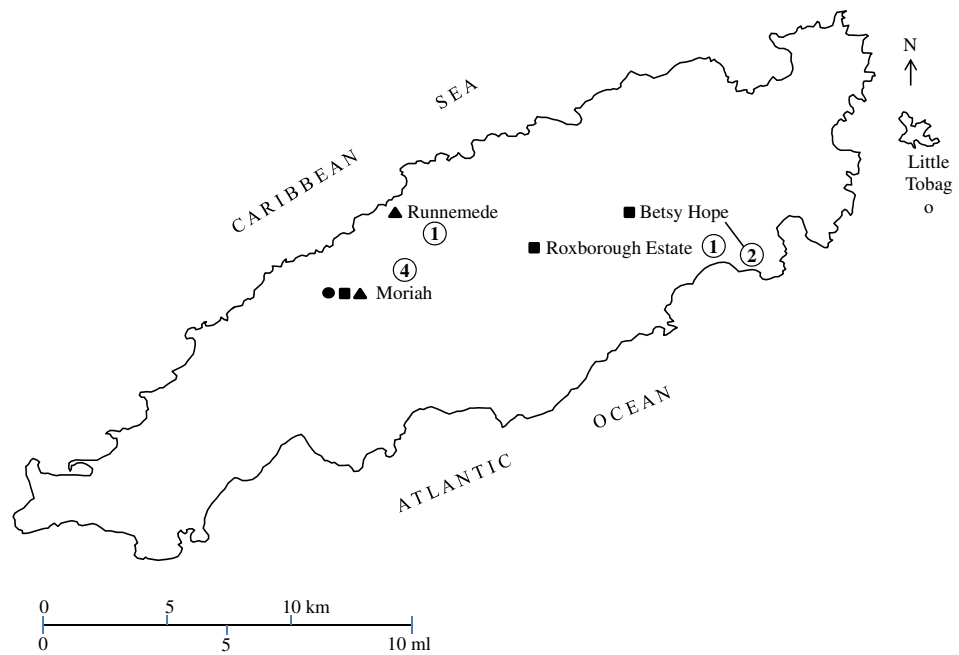 N
CARIBBEAN SEA
Little
Tobag
o
Runnemede
1
Betsy Hope
Roxborough Estate
1
2
4
Moriah
ATLANTIC OCEAN
0 5 10 km
0 5 10 ml